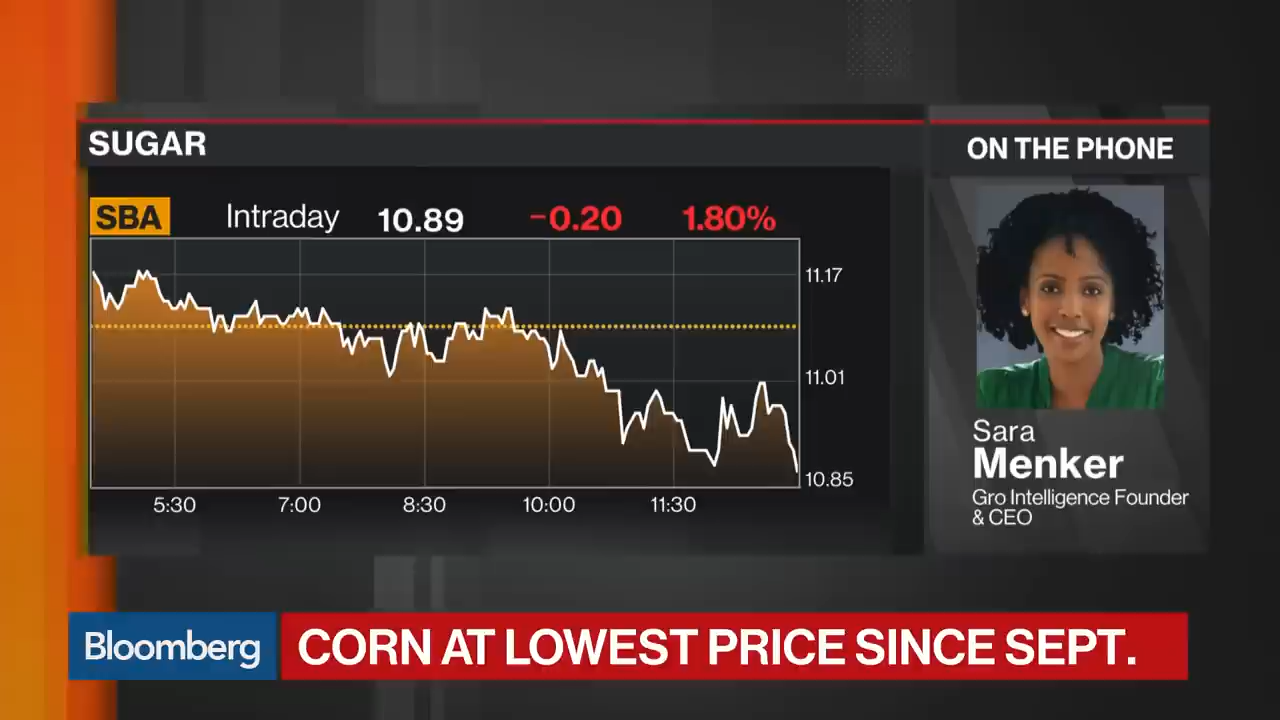 SUGAR
SBA Intraday 10.89 −0.20 1.80%
11.17
11.01
10.85
5:30 7:00 8:30 10:00 11:30
ON THE PHONE
Sara
Menker
Gro Intelligence Founder
& CEO
Bloomberg CORN AT LOWEST PRICE SINCE SEPT.